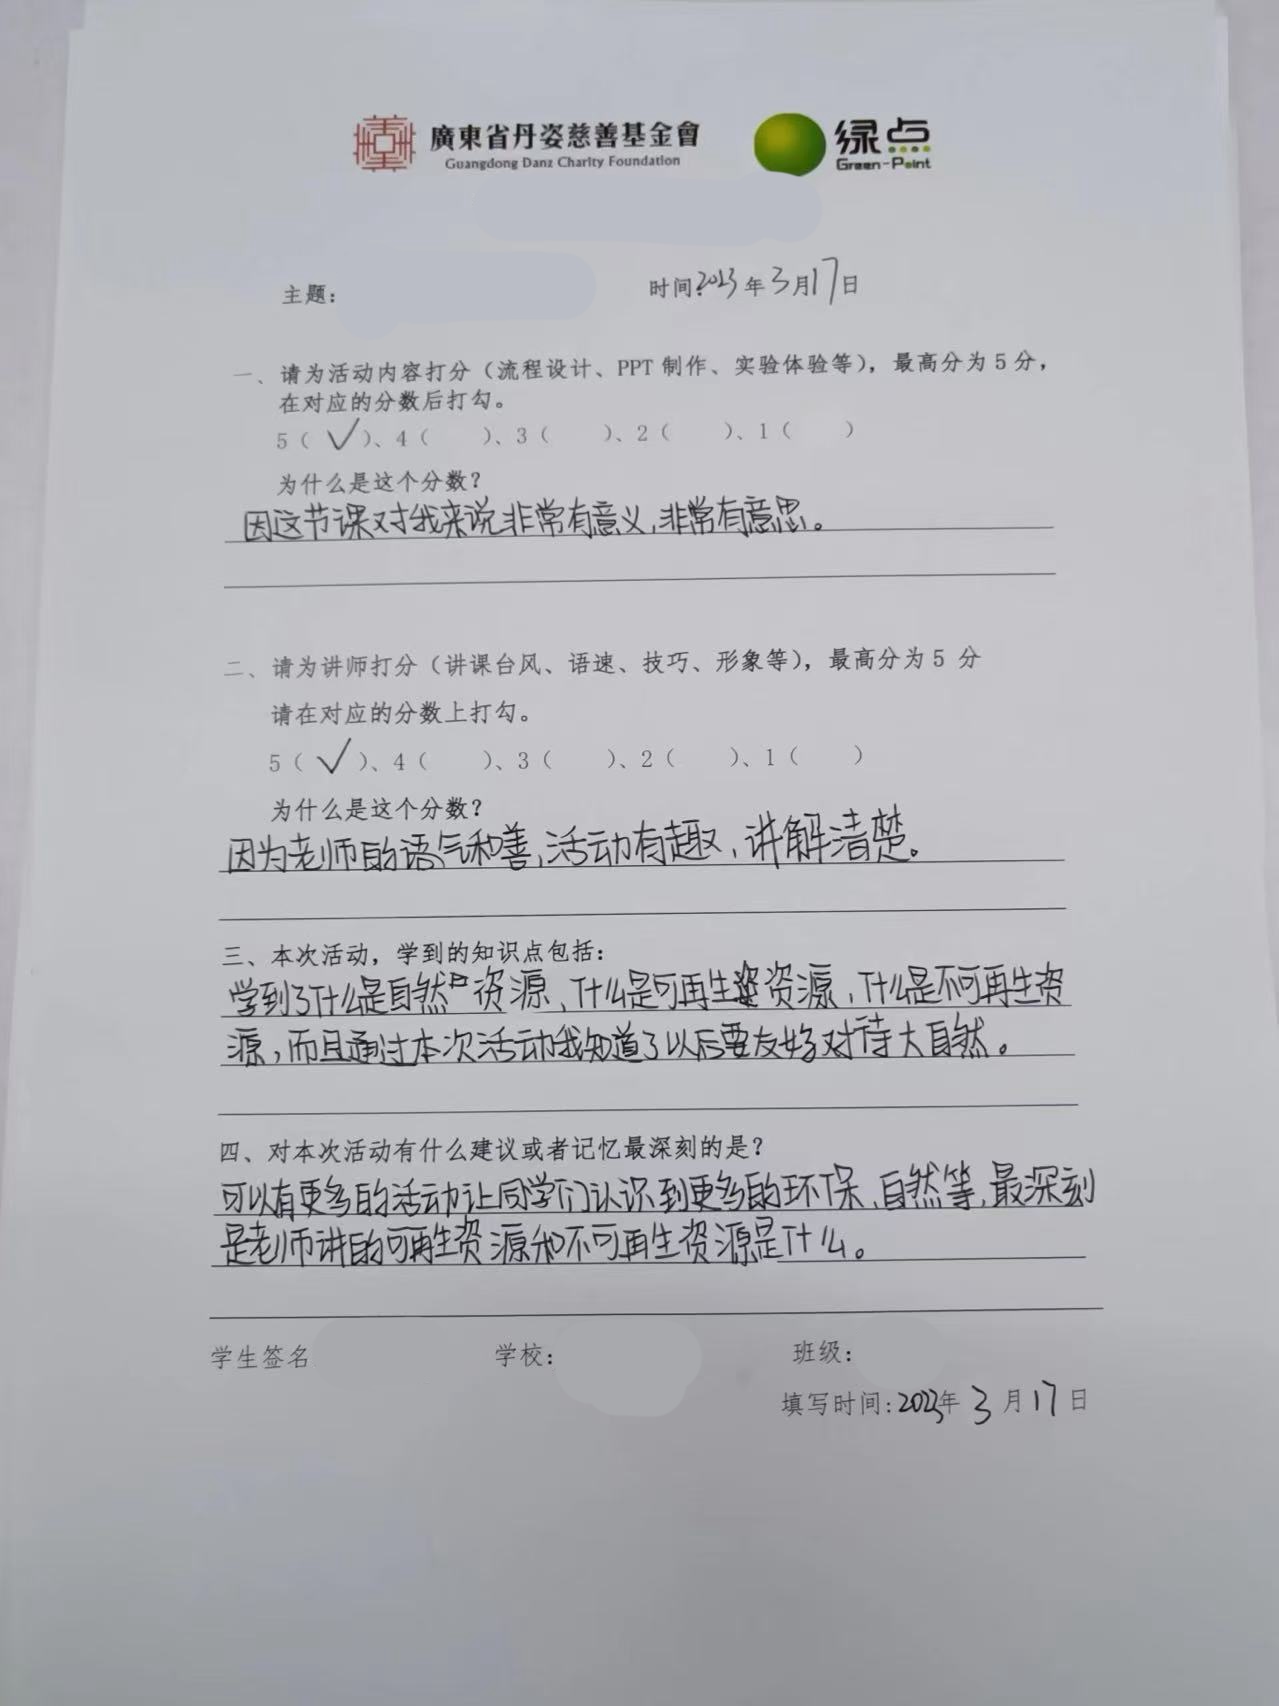 廣東省丹姿慈善基金會
Guangdong Danz Charity Foundation
绿点
Green-Point
主题：
时间:2023年3月17日
一、请为活动内容打分（流程设计、PPT 制作、实验体验等），最高分为 5 分，
在对应的分数后打勾。
5（ ✓ ）、4（ ）、3（ ）、2（ ）、1（ ）
为什么是这个分数？
因这节课对我来说非常有意义，非常有意思。
二、请为讲师打分（讲课台风、语速、技巧、形象等），最高分为 5 分
请在对应的分数上打勾。
5（ ✓ ）、4（ ）、3（ ）、2（ ）、1（ ）
为什么是这个分数？
因为老师的语气和善，活动有趣，讲解清楚。
三、本次活动，学到的知识点包括：
学到了什么是自然资源、什么是可再生资源，什么是不可再生资
源，而且通过本次活动我知道了以后要友好对待大自然。
四、对本次活动有什么建议或者记忆最深刻的是？
可以有更多的活动让同学们认识到更多的环保、自然等，最深刻
是老师讲的可再生资源和不可再生资源是什么。
学生签名
学校：
班级：
填写时间:2023年 3 月 17 日